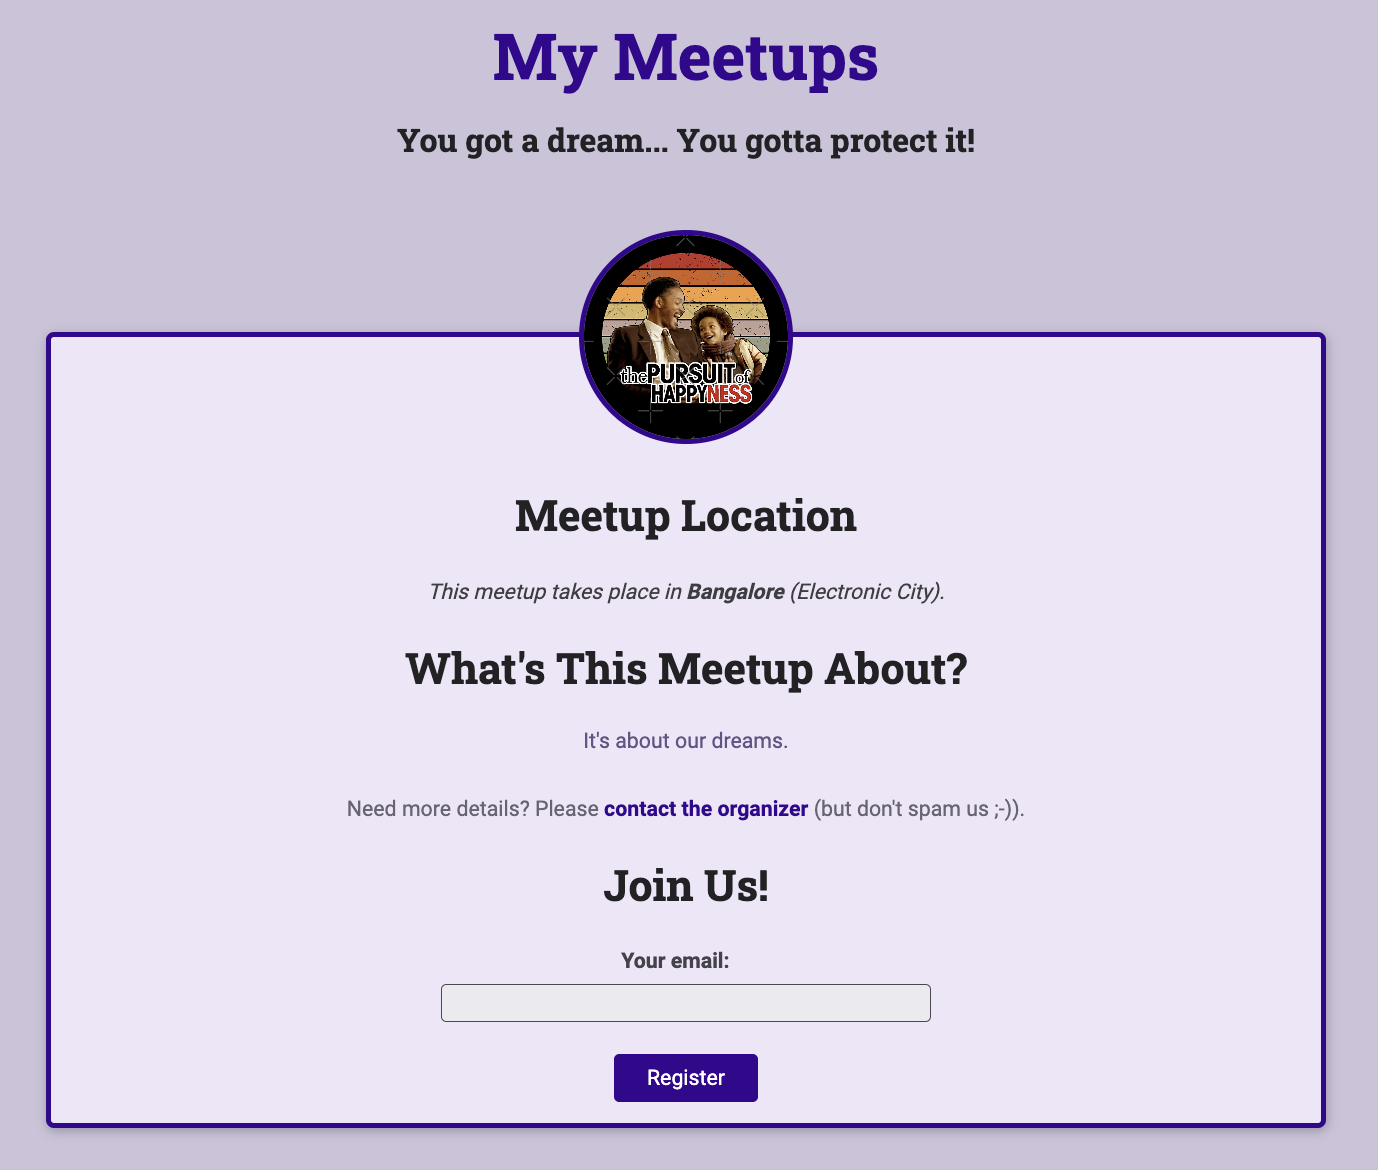 My Meetups
You got a dream... You gotta protect it!
the PURSUIT of
HAPPYNESS
Meetup Location
This meetup takes place in Bangalore (Electronic City).
What's This Meetup About?
It's about our dreams.
Need more details? Please contact the organizer (but don't spam us ;-)).
Join Us!
Your email:
Register